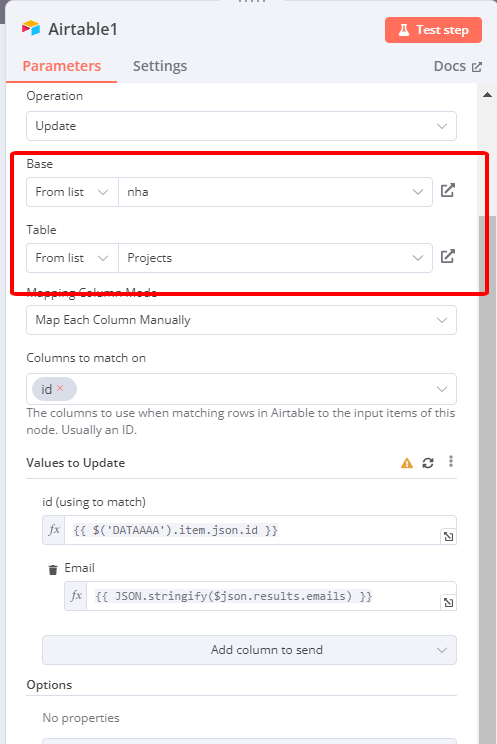 Airtable1
Test step
Parameters
Settings
Docs
Operation
Update
Base
From list
nha
Table
From list
Projects
Mapping Column Mode
Map Each Column Manually
Columns to match on
id ×
The columns to use when matching rows in Airtable to the input items of this
node. Usually an ID.
Values to Update
id (using to match)
fx {{ $('DATAAAA').item.json.id }}
Email
fx {{ JSON.stringify($json.results.emails) }}
Add column to send
Options
No properties